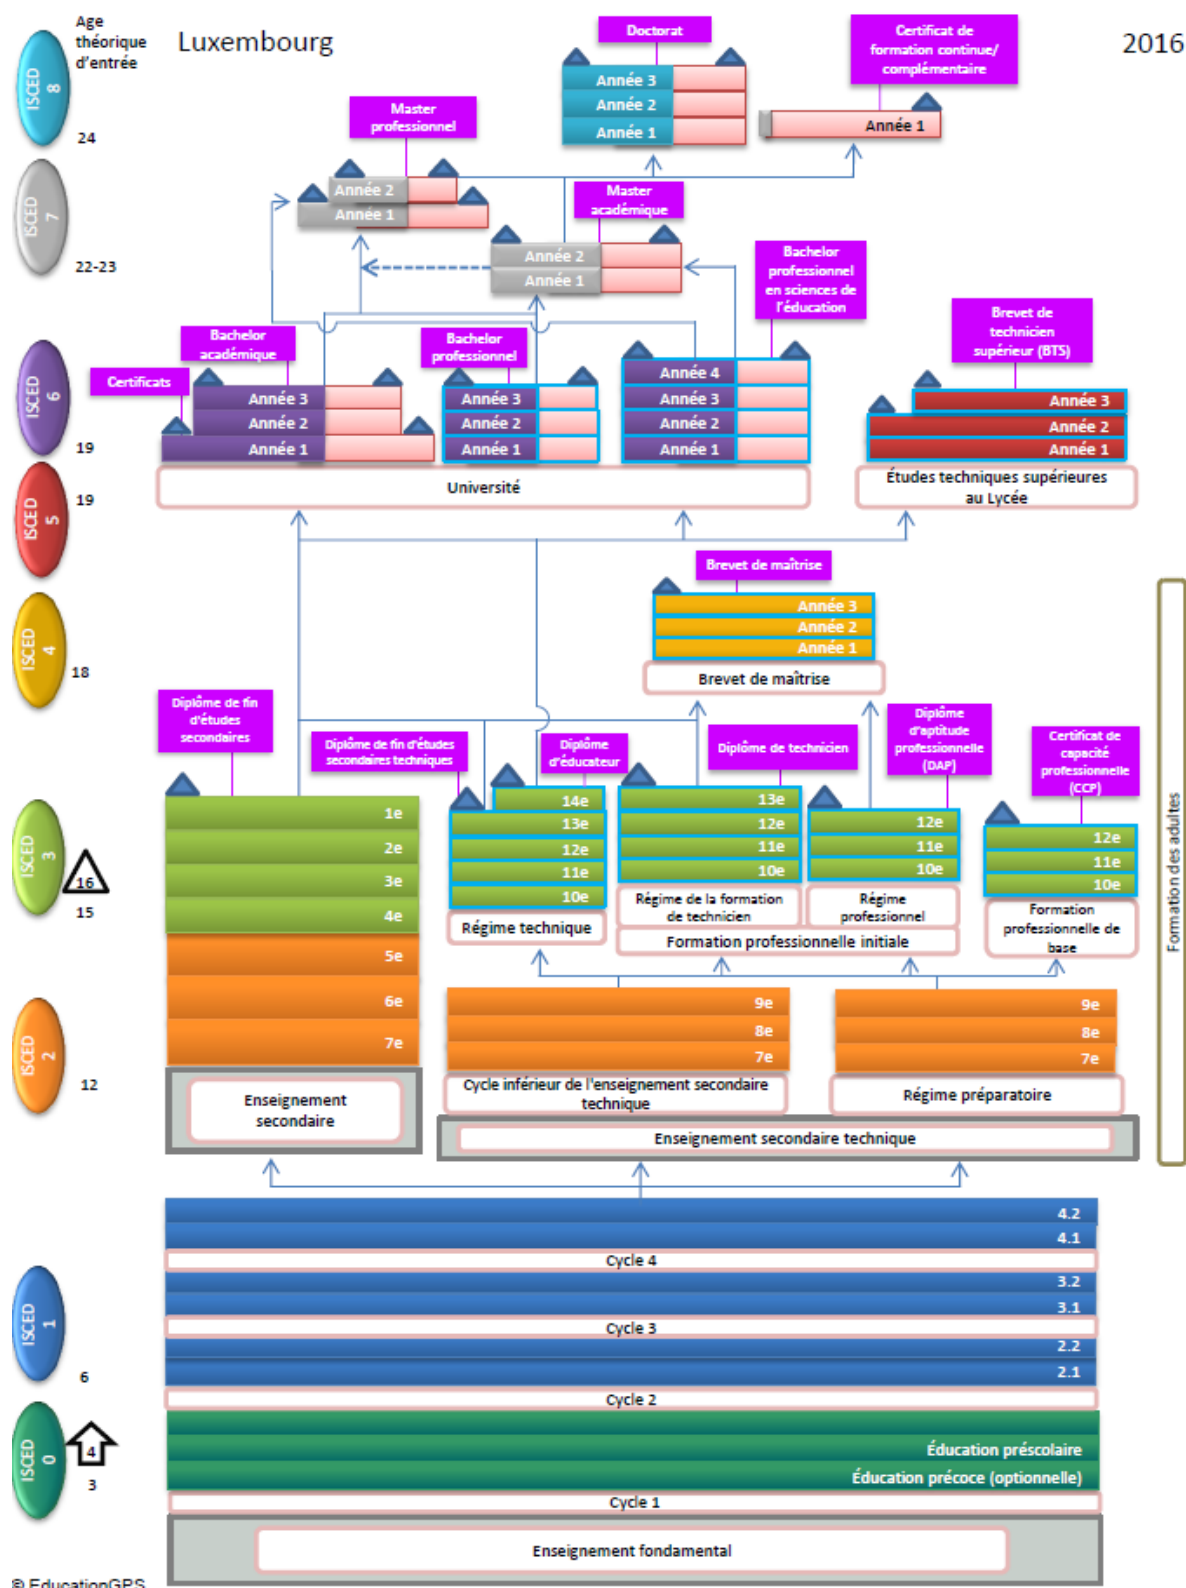 Age
théorique
d'entrée
Luxembourg
2016
Doctorat
Certificat de
formation continue/
complémentaire
ISCED
8
24
Année 3
Année 2
Année 1
Année 1
Master
professionnel
ISCED
7
22-23
Année 2
Année 1
Master
académique
Année 2
Année 1
Bachelor
professionnel
en sciences de
l'éducation
Brevet de
technicien
supérieur (BTS)
Bachelor
académique
Bachelor
professionnel
Certificats
ISCED
6
19
Année 3
Année 2
Année 1
Année 3
Année 2
Année 1
Année 4
Année 3
Année 2
Année 1
Année 3
Année 2
Année 1
Université
Études techniques supérieures
au Lycée
ISCED
5
19
Brevet de maîtrise
ISCED
4
18
Année 3
Année 2
Année 1
Brevet de maîtrise
Diplôme de fin
d'études
secondaires
Diplôme de fin d'études
secondaires techniques
Diplôme
d'éducateur
Diplôme de technicien
Diplôme
d'aptitude
professionnelle
(DAP)
Certificat de
capacité
professionnelle
(CCP)
ISCED
3
16
15
1e
2e
3e
4e
5e
6e
7e
14e
13e
12e
11e
10e
13e
12e
11e
10e
12e
11e
10e
12e
11e
10e
Régime technique
Régime de la formation
de technicien
Régime
professionnel
Formation professionnelle initiale
Formation
professionnelle de
base
Formation des adultes
ISCED
2
12
9e
8e
7e
9e
8e
7e
Cycle inférieur de l'enseignement secondaire
technique
Régime préparatoire
Enseignement
secondaire
Enseignement secondaire technique
4.2
4.1
Cycle 4
3.2
3.1
Cycle 3
2.2
2.1
Cycle 2
ISCED
1
6
ISCED
0
4
3
Éducation préscolaire
Éducation précoce (optionnelle)
Cycle 1
Enseignement fondamental
© EducationGPS